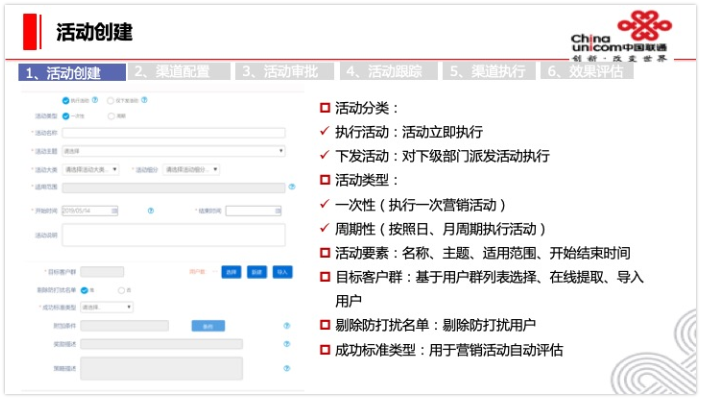 活动创建
China
unicom中国联通
创新·改变世界
1、活动创建 2、渠道配置 3、活动审批 4、活动跟踪 5、渠道执行 6、效果评估
执行活动 仅下发活动
活动类型 一次性 周期
* 活动名称
* 活动主题 请选择
* 活动大类 请选择活动大类... * 活动细分 请选择活动细分...
* 适用范围
* 开始时间 2019/05/14 * 结束时间
活动说明
* 目标客户群 选择 新建 导入
剔除防打扰名单 是 否
* 成功标准类型 请选择
附加条件
奖励描述
策略描述
活动分类：
执行活动：活动立即执行
下发活动：对下级部门派发活动执行
活动类型：
一次性（执行一次营销活动）
周期性（按照日、月周期执行活动）
活动要素：名称、主题、适用范围、开始结束时间
目标客户群：基于用户群列表选择、在线提取、导入
用户
剔除防打扰名单：剔除防打扰用户
成功标准类型：用于营销活动自动评估